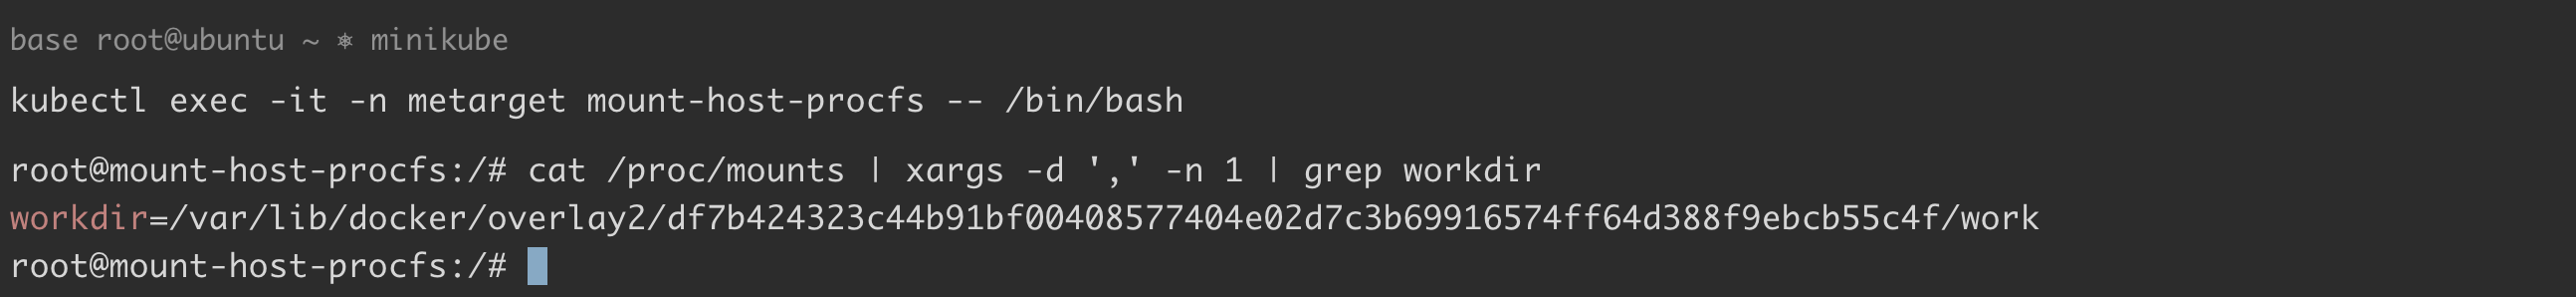 base root@ubuntu ~ ⎈ minikube
kubectl exec -it -n metarget mount-host-procfs -- /bin/bash
root@mount-host-procfs:/# cat /proc/mounts | xargs -d ',' -n 1 | grep workdir
workdir=/var/lib/docker/overlay2/df7b424323c44b91bf00408577404e02d7c3b69916574ff64d388f9ebcb55c4f/work
root@mount-host-procfs:/#